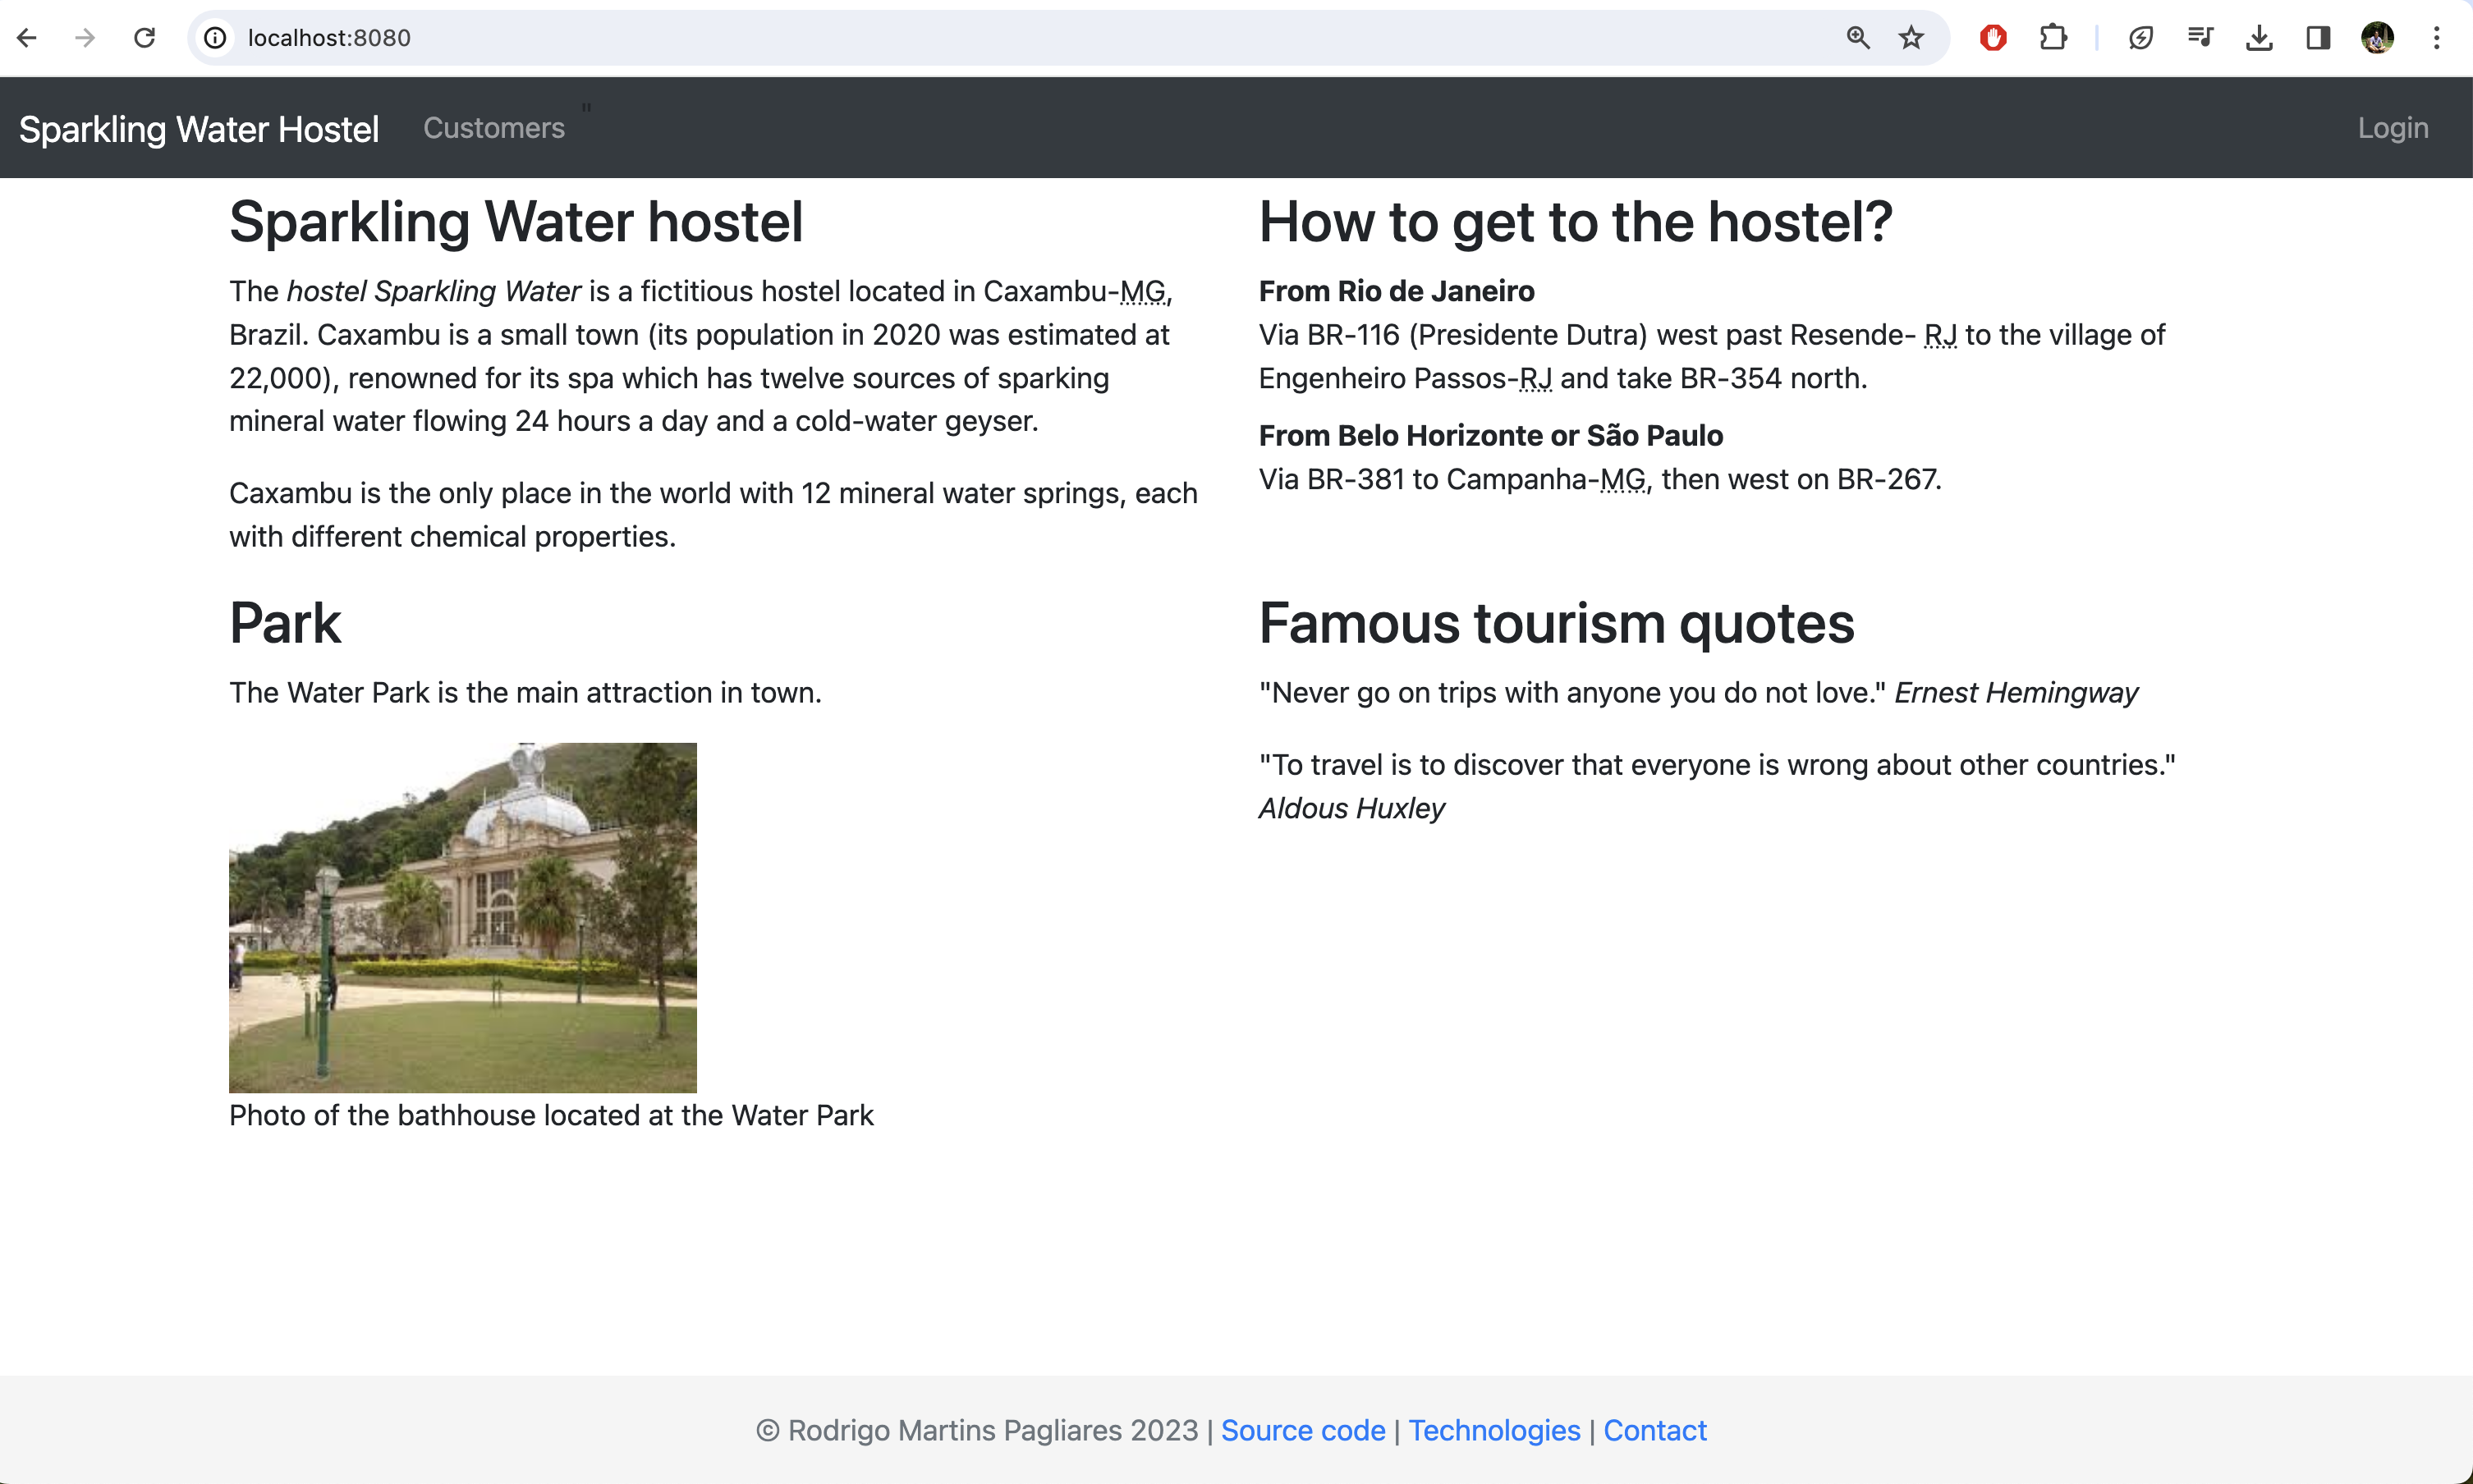 localhost:8080
Sparkling Water Hostel Customers " Login
Sparkling Water hostel
The hostel Sparkling Water is a fictitious hostel located in Caxambu-MG,
Brazil. Caxambu is a small town (its population in 2020 was estimated at
22,000), renowned for its spa which has twelve sources of sparking
mineral water flowing 24 hours a day and a cold-water geyser.
Caxambu is the only place in the world with 12 mineral water springs, each
with different chemical properties.
How to get to the hostel?
From Rio de Janeiro
Via BR-116 (Presidente Dutra) west past Resende- RJ to the village of
Engenheiro Passos-RJ and take BR-354 north.
From Belo Horizonte or São Paulo
Via BR-381 to Campanha-MG, then west on BR-267.
Park
The Water Park is the main attraction in town.
Photo of the bathhouse located at the Water Park
Famous tourism quotes
"Never go on trips with anyone you do not love." Ernest Hemingway
"To travel is to discover that everyone is wrong about other countries."
Aldous Huxley
© Rodrigo Martins Pagliares 2023 | Source code | Technologies | Contact